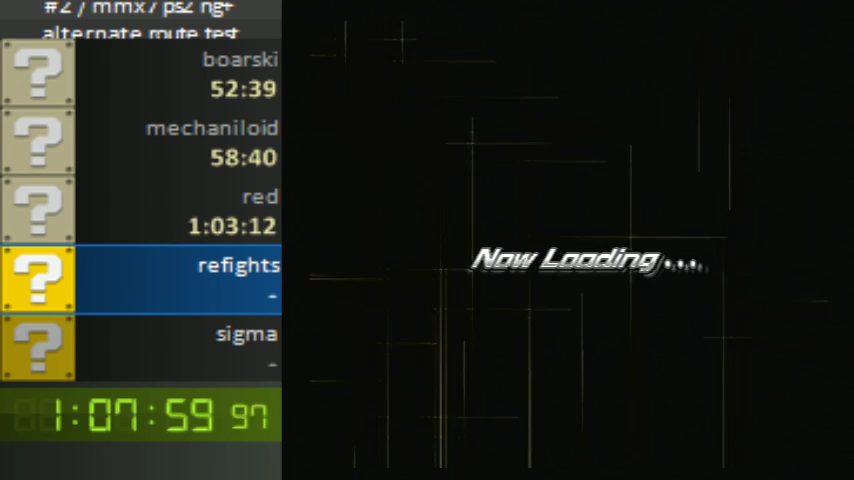 #2 / mmx7 ps2 ng+
alternate route test
boarski
52:39
mechaniloid
58:40
red
1:03:12
refights
-
sigma
-
1:07:59 97
Now Loading....